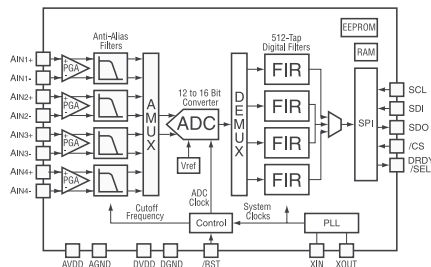 EEPROM
Anti-Alias
Filters
512-Tap
Digital Filters
RAM
AIN1+
AIN1-
+
PGA
-
12 to 16 Bit
Converter
FIR
AIN2+
AIN2-
+
PGA
-
AMUX
ADC
DEMUX
FIR
SPI
SCL
SDI
SDO
/CS
DRDY
/SEL
AIN3+
AIN3-
+
PGA
-
Vref
FIR
AIN4+
AIN4-
+
PGA
-
FIR
ADC
Clock
Cutoff
Frequency
System
Clocks
Control
PLL
AVDD
AGND
DVDD
DGND
/RST
XIN
XOUT